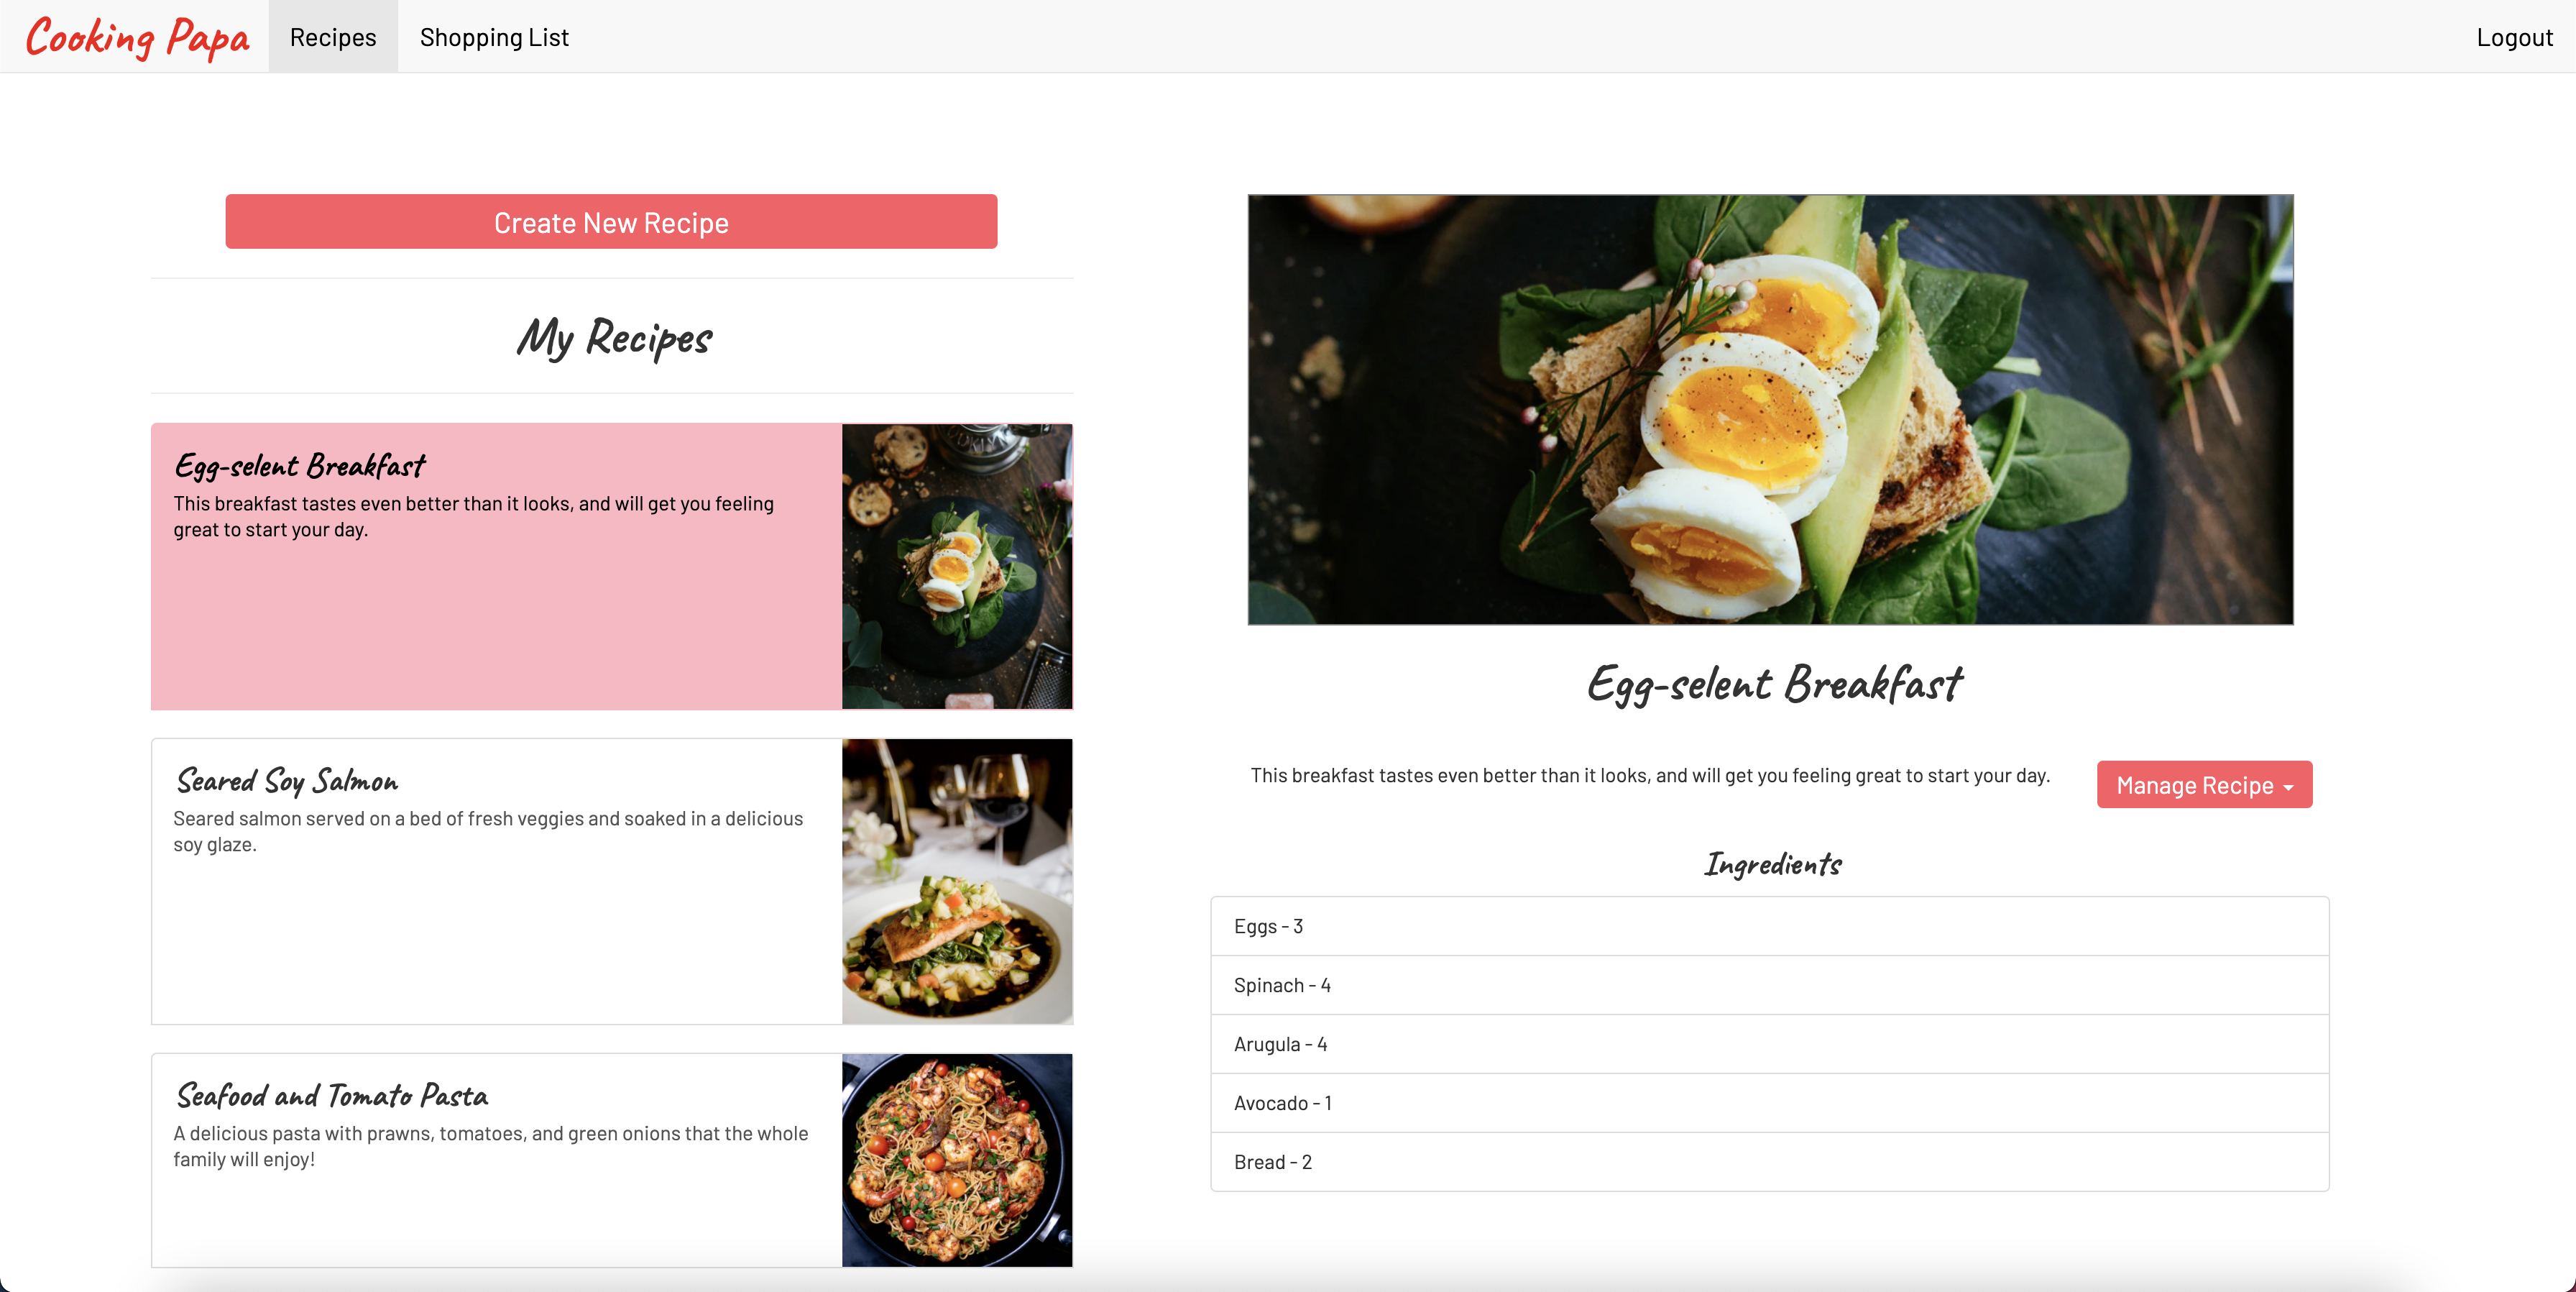 Cooking Papa
Recipes
Shopping List
Logout
Create New Recipe
My Recipes
Egg-selent Breakfast
This breakfast tastes even better than it looks, and will get you feeling
great to start your day.
Seared Soy Salmon
Seared salmon served on a bed of fresh veggies and soaked in a delicious
soy glaze.
Seafood and Tomato Pasta
A delicious pasta with prawns, tomatoes, and green onions that the whole
family will enjoy!
Egg-selent Breakfast
This breakfast tastes even better than it looks, and will get you feeling great to start your day.
Manage Recipe
Ingredients
Eggs - 3
Spinach - 4
Arugula - 4
Avocado - 1
Bread - 2